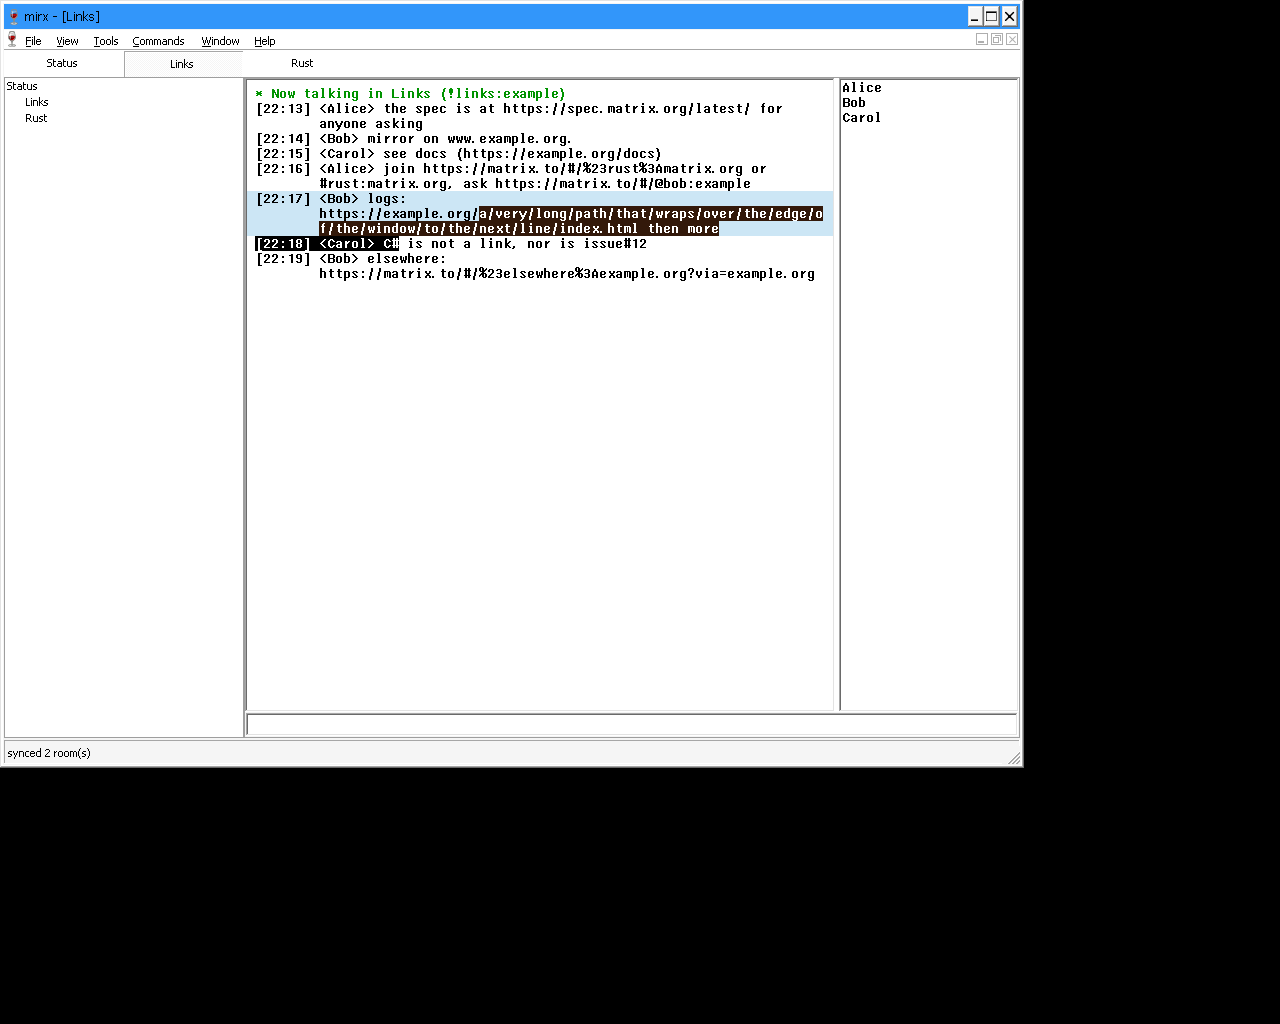 mirx - [Links]
File View Tools Commands Window Help
Status Links Rust
Status
Links
Rust
* Now talking in Links (!links:example)
[22:13] <Alice> the spec is at https://spec.matrix.org/latest/ for
anyone asking
[22:14] <Bob> mirror on www.example.org.
[22:15] <Carol> see docs (https://example.org/docs)
[22:16] <Alice> join https://matrix.to/#/%23rust%3Amatrix.org or
#rust:matrix.org, ask https://matrix.to/#/@bob:example
[22:17] <Bob> logs:
https://example.org/a/very/long/path/that/wraps/over/the/edge/o
f/the/window/to/the/next/line/index.html then more
[22:18] <Carol> C# is not a link, nor is issue#12
[22:19] <Bob> elsewhere:
https://matrix.to/#/%23elsewhere%3Aexample.org?via=example.org
Alice
Bob
Carol
synced 2 room(s)